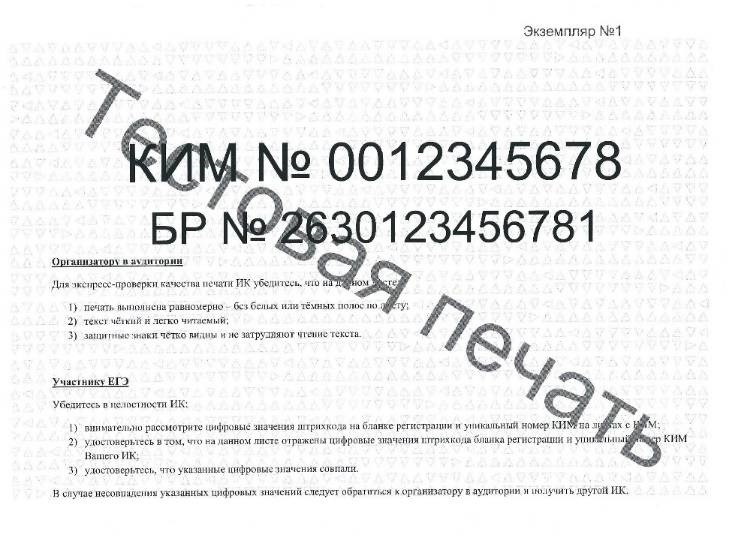 Экземпляр №1
Тестовая печать
КИМ № 0012345678
БР № 2630123456781
Организатору в аудитории
Для экспресс-проверки качества печати ИК убедитесь, что на данном листе:
1) печать выполнена равномерно – без белых или тёмных полос по листу;
2) текст чёткий и легко читаемый;
3) защитные знаки чётко видны и не затрудняют чтение текста.
Участнику ЕГЭ
Убедитесь в целостности ИК:
1) внимательно рассмотрите цифровые значения штрихкода на бланке регистрации и уникальный номер КИМ на листах с КИМ;
2) удостоверьтесь в том, что на данном листе отражены цифровые значения штрихкода бланка регистрации и уникальный номер КИМ
Вашего ИК;
3) удостоверьтесь, что указанные цифровые значения совпали.
В случае несовпадения указанных цифровых значений следует обратиться к организатору в аудитории и получить другой ИК.